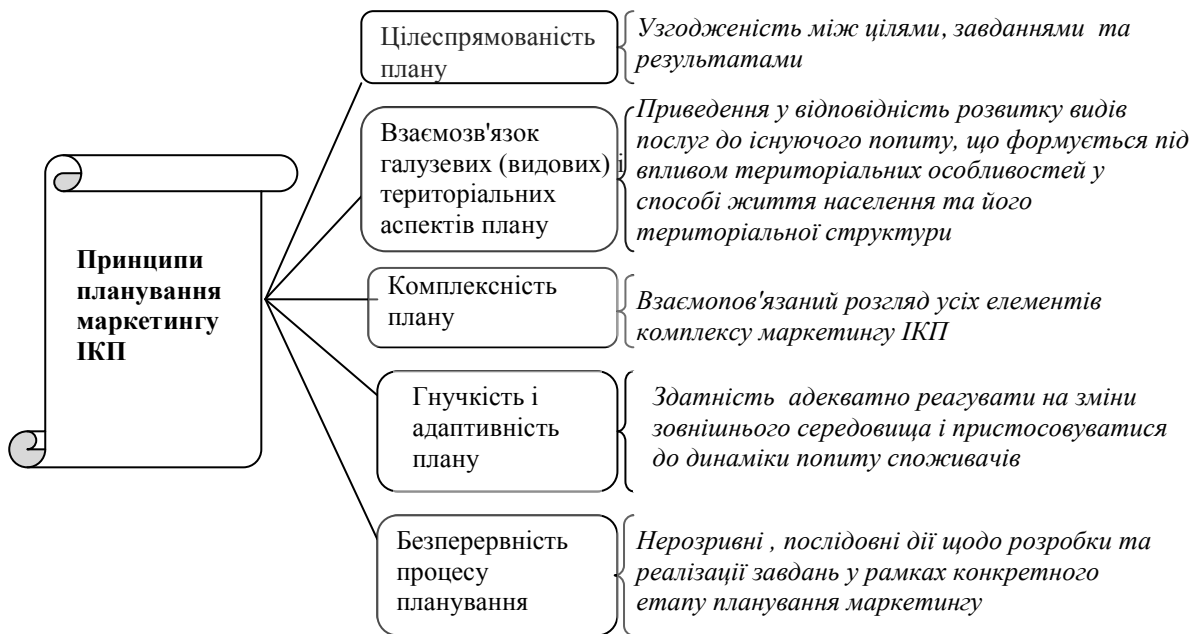 Принципи
планування
маркетингу
ІКП
Цілеспрямованість
плану
Узгодженість між цілями, завданнями та
результатами
Взаємозв'язок
галузевих (видових) і
територіальних
аспектів плану
Приведення у відповідність розвитку видів
послуг до існуючого попиту, що формується під
впливом територіальних особливостей у
способі життя населення та його
територіальної структури
Комплексність
плану
Взаємопов'язаний розгляд усіх елементів
комплексу маркетингу ІКП
Гнучкість і
адаптивність
плану
Здатність адекватно реагувати на зміни
зовнішнього середовища і пристосовуватися
до динаміки попиту споживачів
Безперервність
процесу
планування
Нерозривні , послідовні дії щодо розробки та
реалізації завдань у рамках конкретного
етапу планування маркетингу